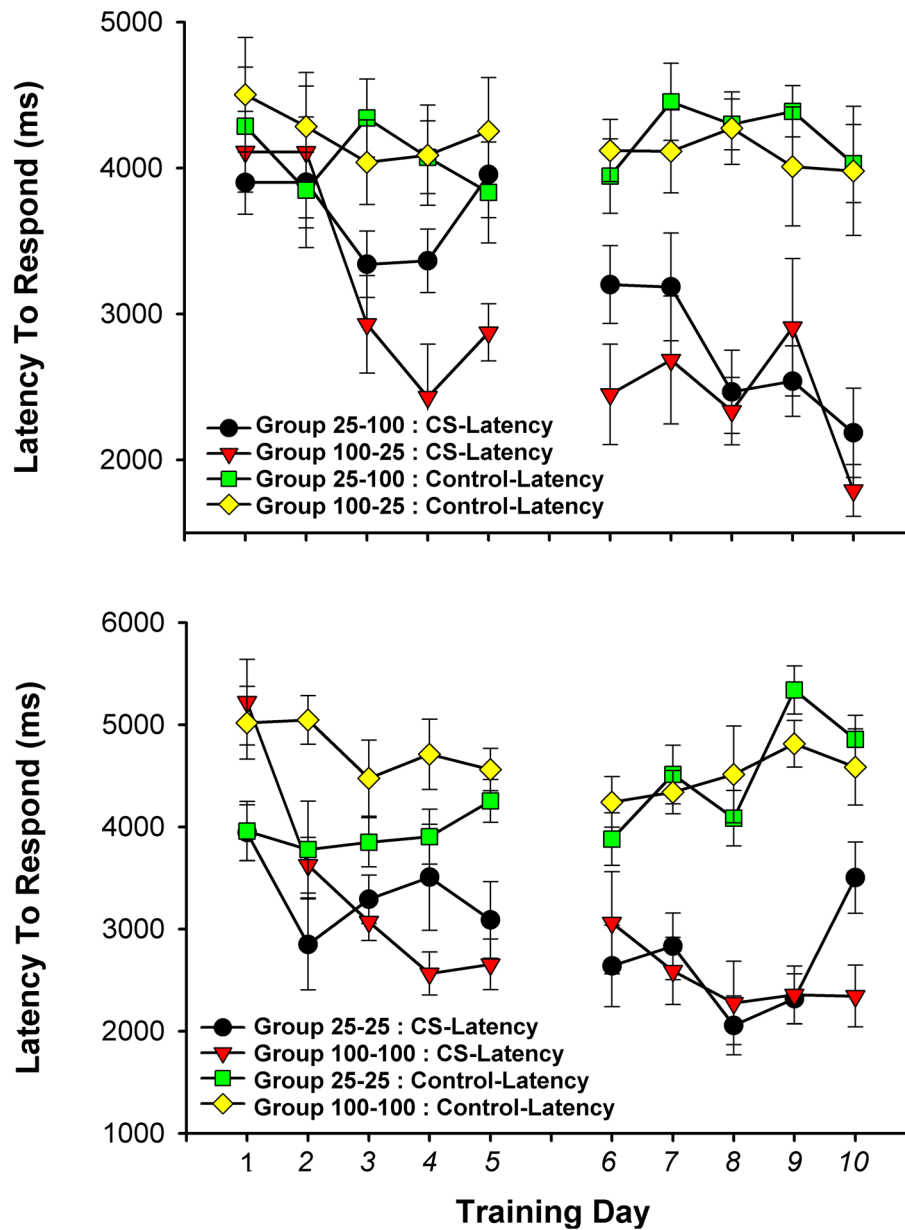 Latency To Respond (ms)
5000
4000
3000
2000
Group 25-100 : CS-Latency
Group 100-25 : CS-Latency
Group 25-100 : Control-Latency
Group 100-25 : Control-Latency
Latency To Respond (ms)
6000
5000
4000
3000
2000
1000
Group 25-25 : CS-Latency
Group 100-100 : CS-Latency
Group 25-25 : Control-Latency
Group 100-100 : Control-Latency
1 2 3 4 5 6 7 8 9 10
Training Day